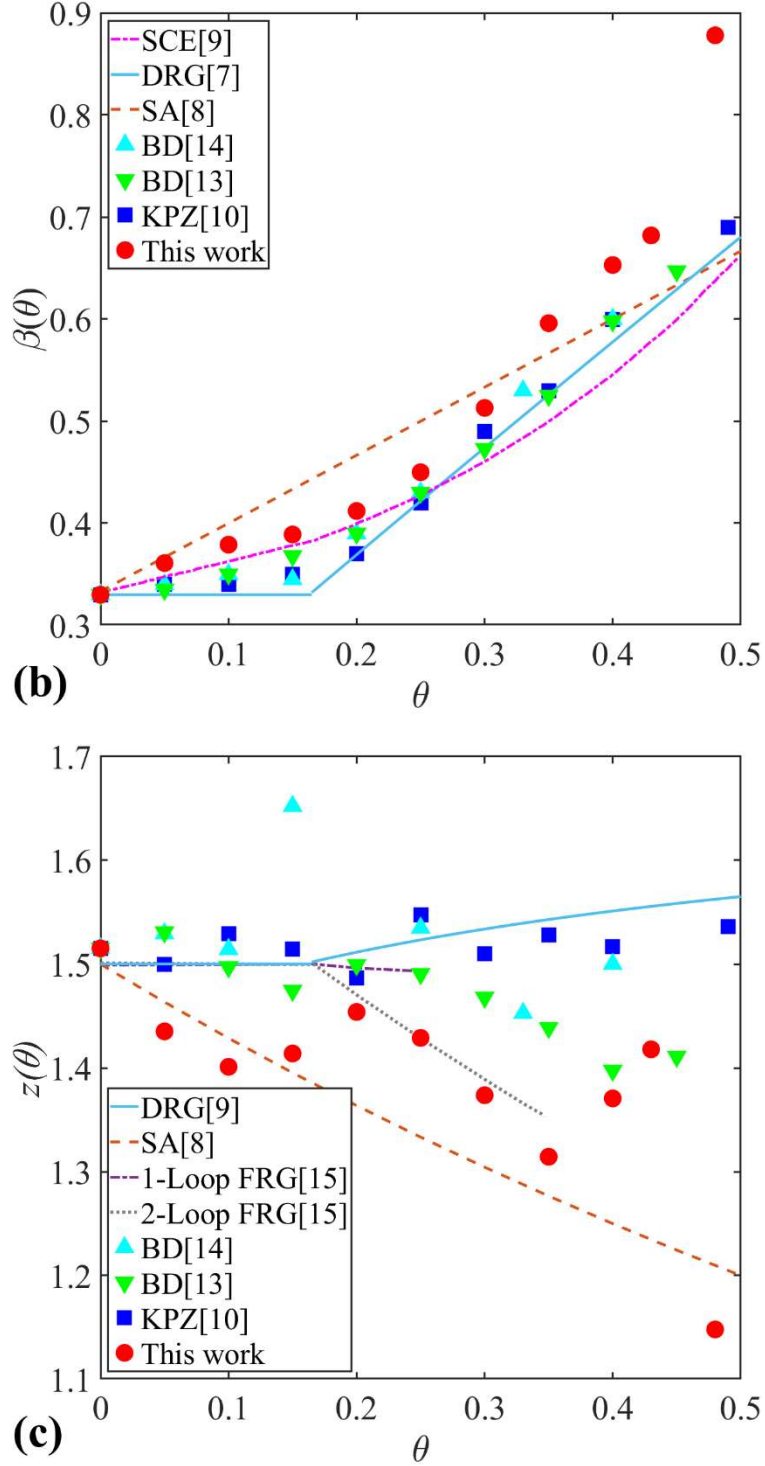 0.9
0.8
0.7
0.6
0.5
0.4
0.3
β(θ)
SCE[9]
DRG[7]
SA[8]
BD[14]
BD[13]
KPZ[10]
This work
0 0.1 0.2 0.3 0.4 0.5
(b)
θ
1.7
1.6
1.5
1.4
1.3
1.2
1.1
z(θ)
DRG[9]
SA[8]
1-Loop FRG[15]
2-Loop FRG[15]
BD[14]
BD[13]
KPZ[10]
This work
0 0.1 0.2 0.3 0.4 0.5
(c)
θ